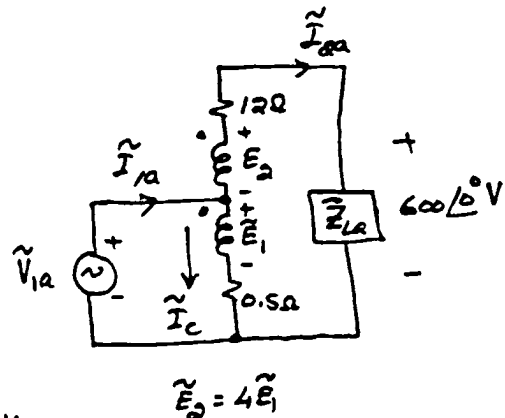 Ĩ₂ₐ
12Ω
+
E₂
-
Ĩ₁ₐ
+
Ẽ₁
-
+
Ṽ₁ₐ
-
Ĩc
0.5Ω
Z̃Lₐ
+
600∠0° V
-
Ẽ₂ = 4Ẽ₁